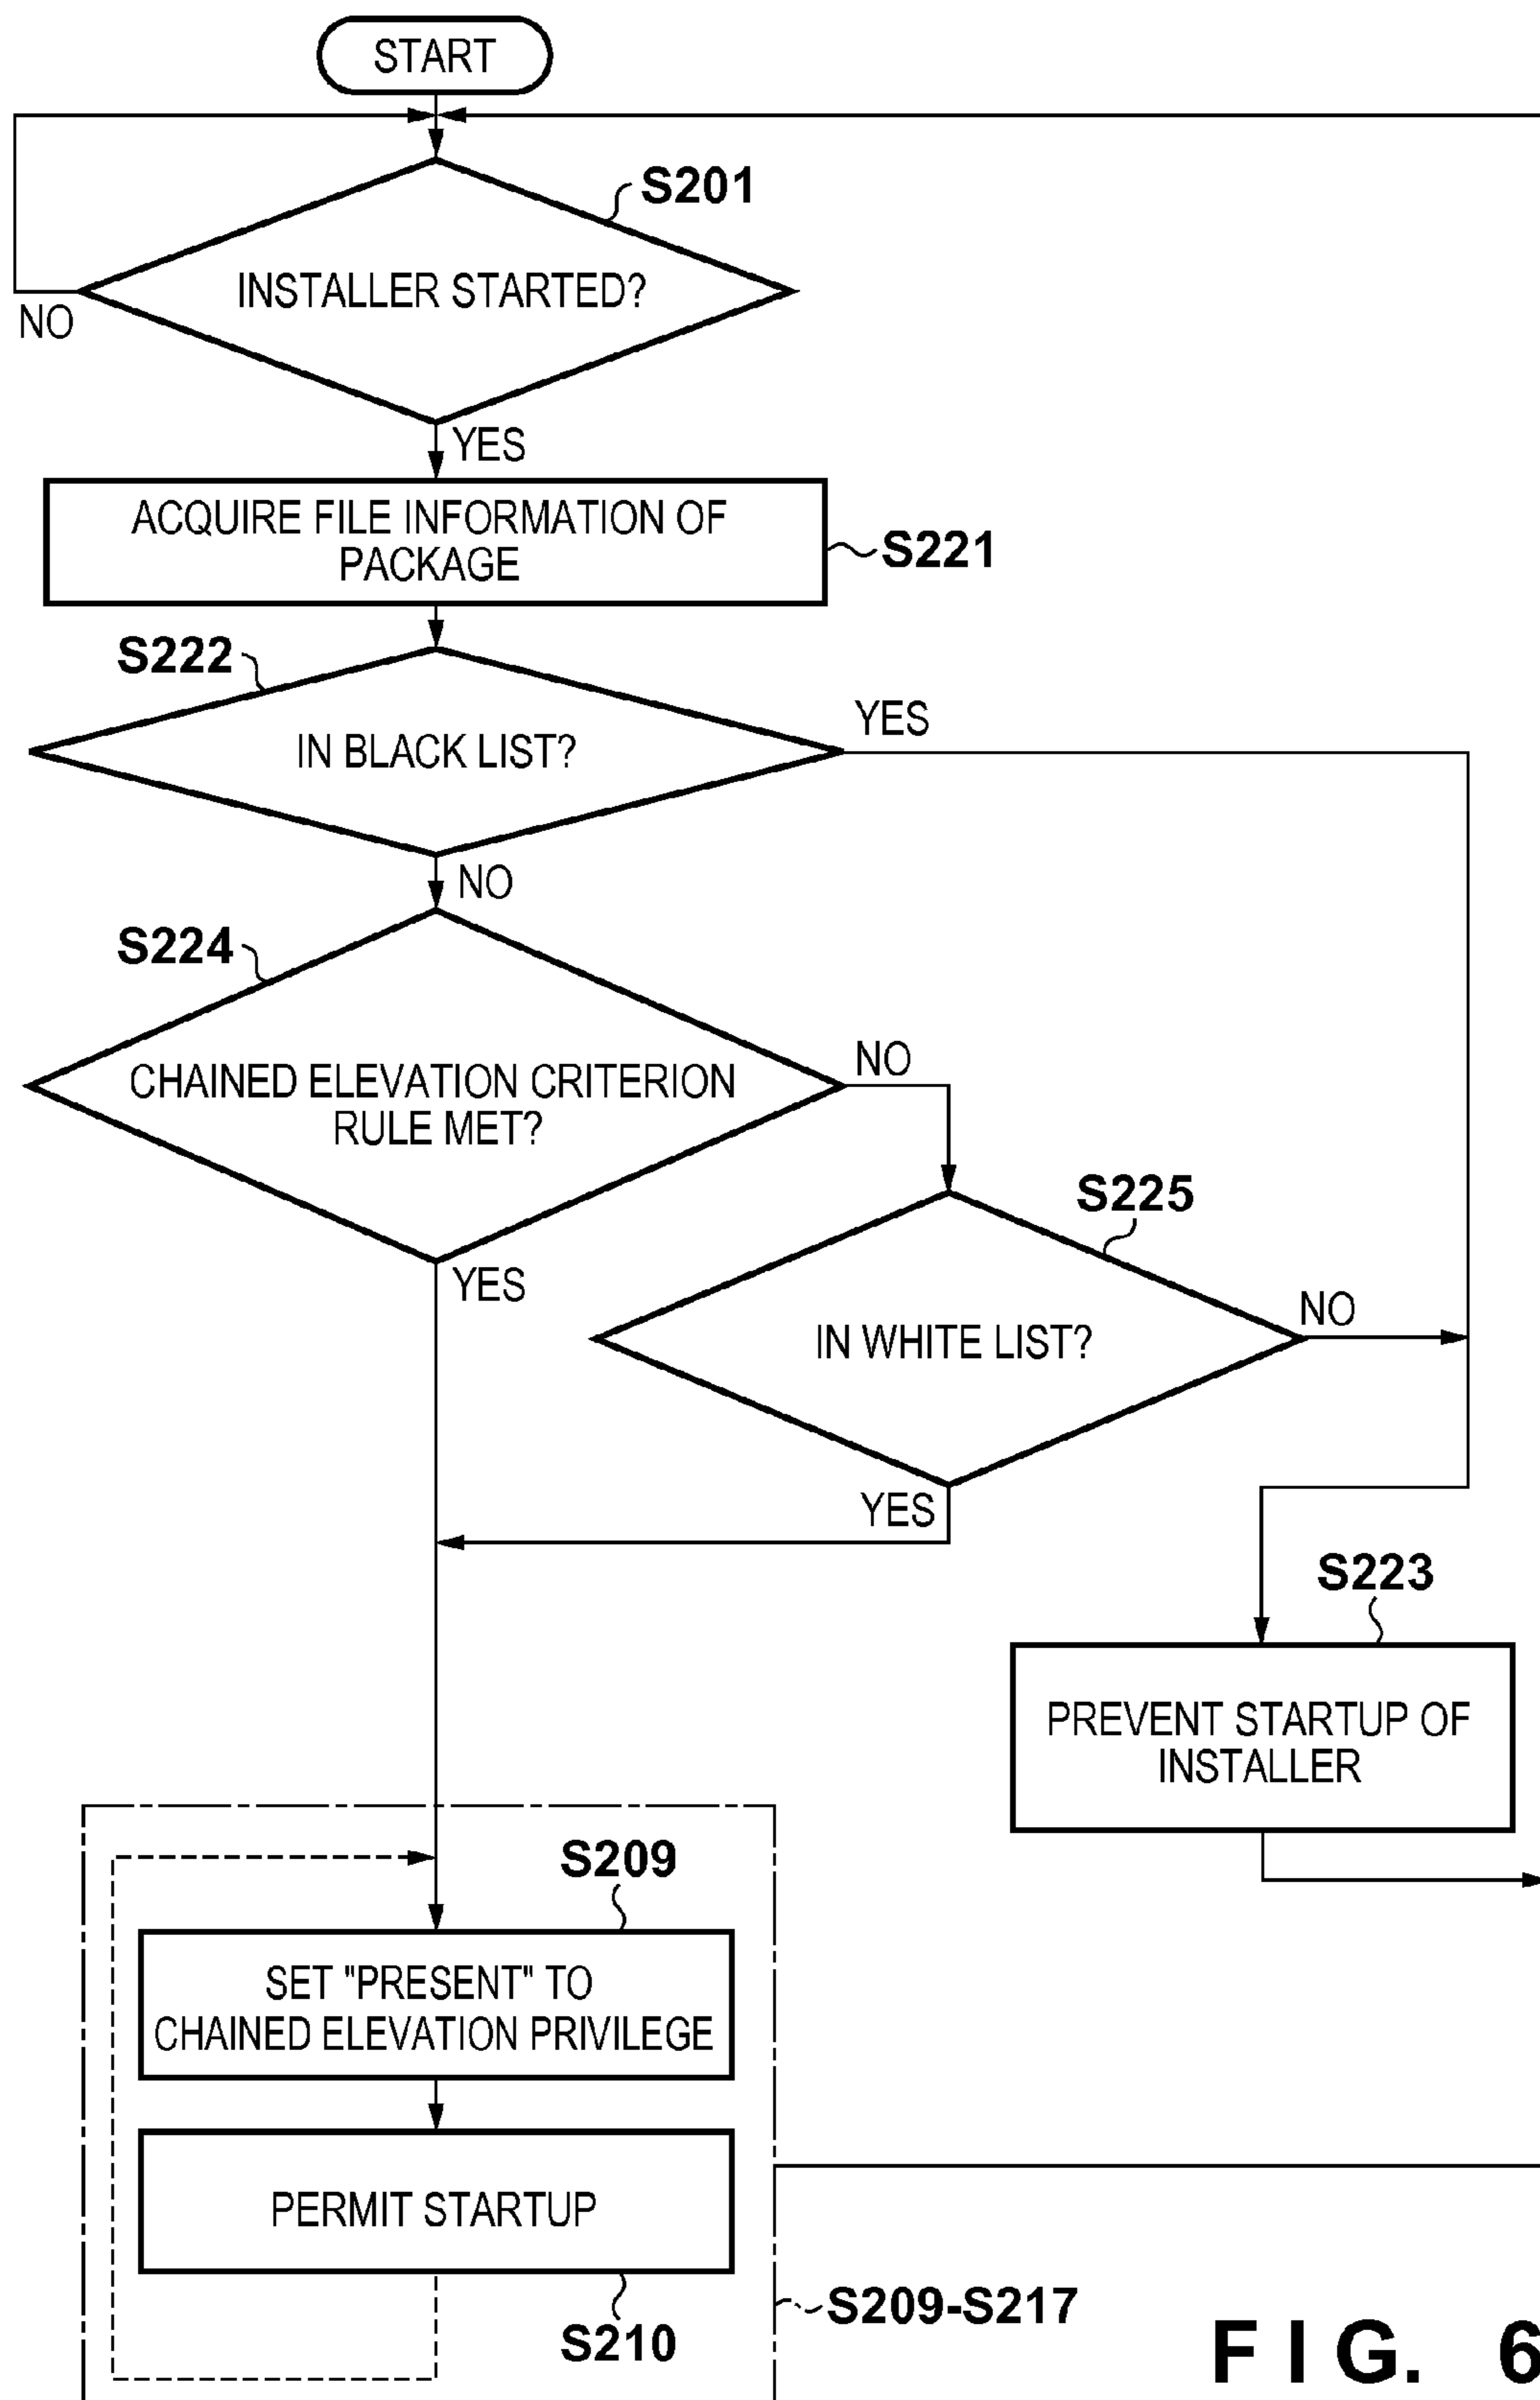 START
S201
INSTALLER STARTED?
NO
YES
ACQUIRE FILE INFORMATION OF
PACKAGE
S221
S222
YES
IN BLACK LIST?
NO
S224
NO
CHAINED ELEVATION CRITERION
RULE MET?
S225
YES
NO
IN WHITE LIST?
YES
S223
PREVENT STARTUP OF
INSTALLER
S209
SET "PRESENT" TO
CHAINED ELEVATION PRIVILEGE
PERMIT STARTUP
S209-S217
S210
FIG. 6